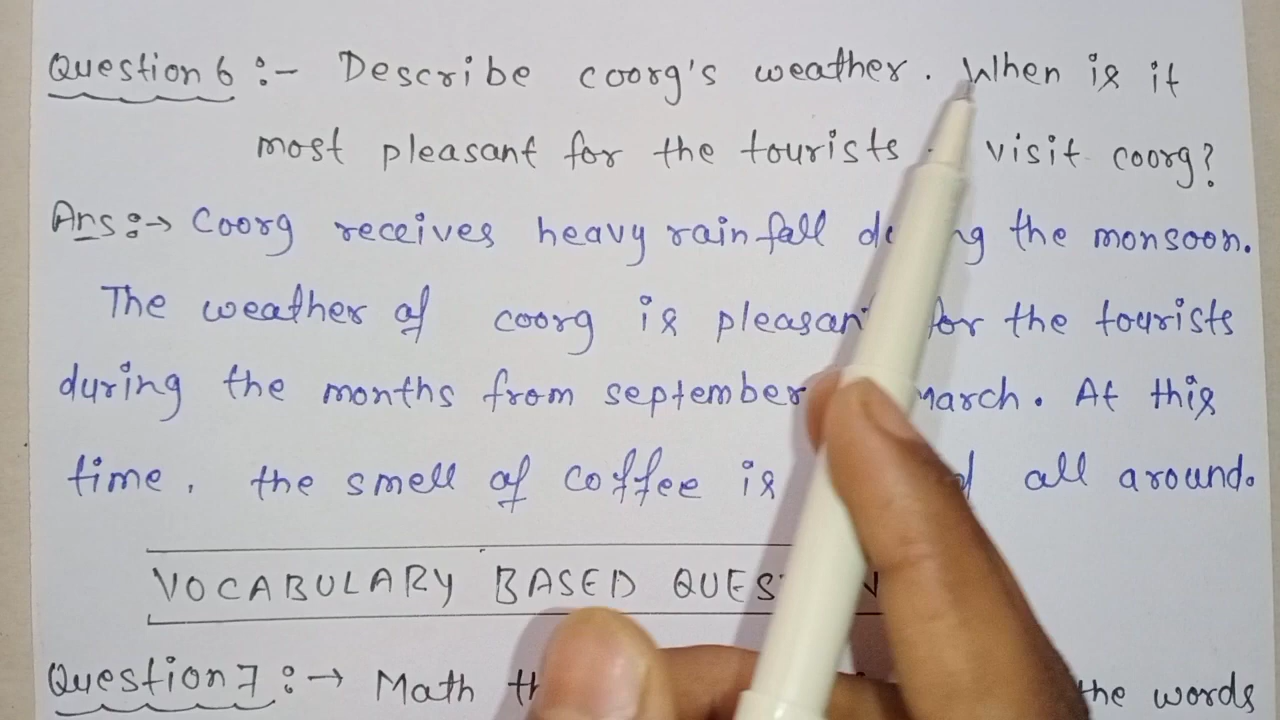 Question 6 :- Describe coorg's weather. When is it
most pleasant for the tourists visit coorg?
Ans :→ Coorg receives heavy rainfall the monsoon.
The weather of coorg is pleasant for the tourists
during the months from september march. At this
time, the smell of coffee is all around.
VOCABULARY BASED
Question 7 :→ Math the words